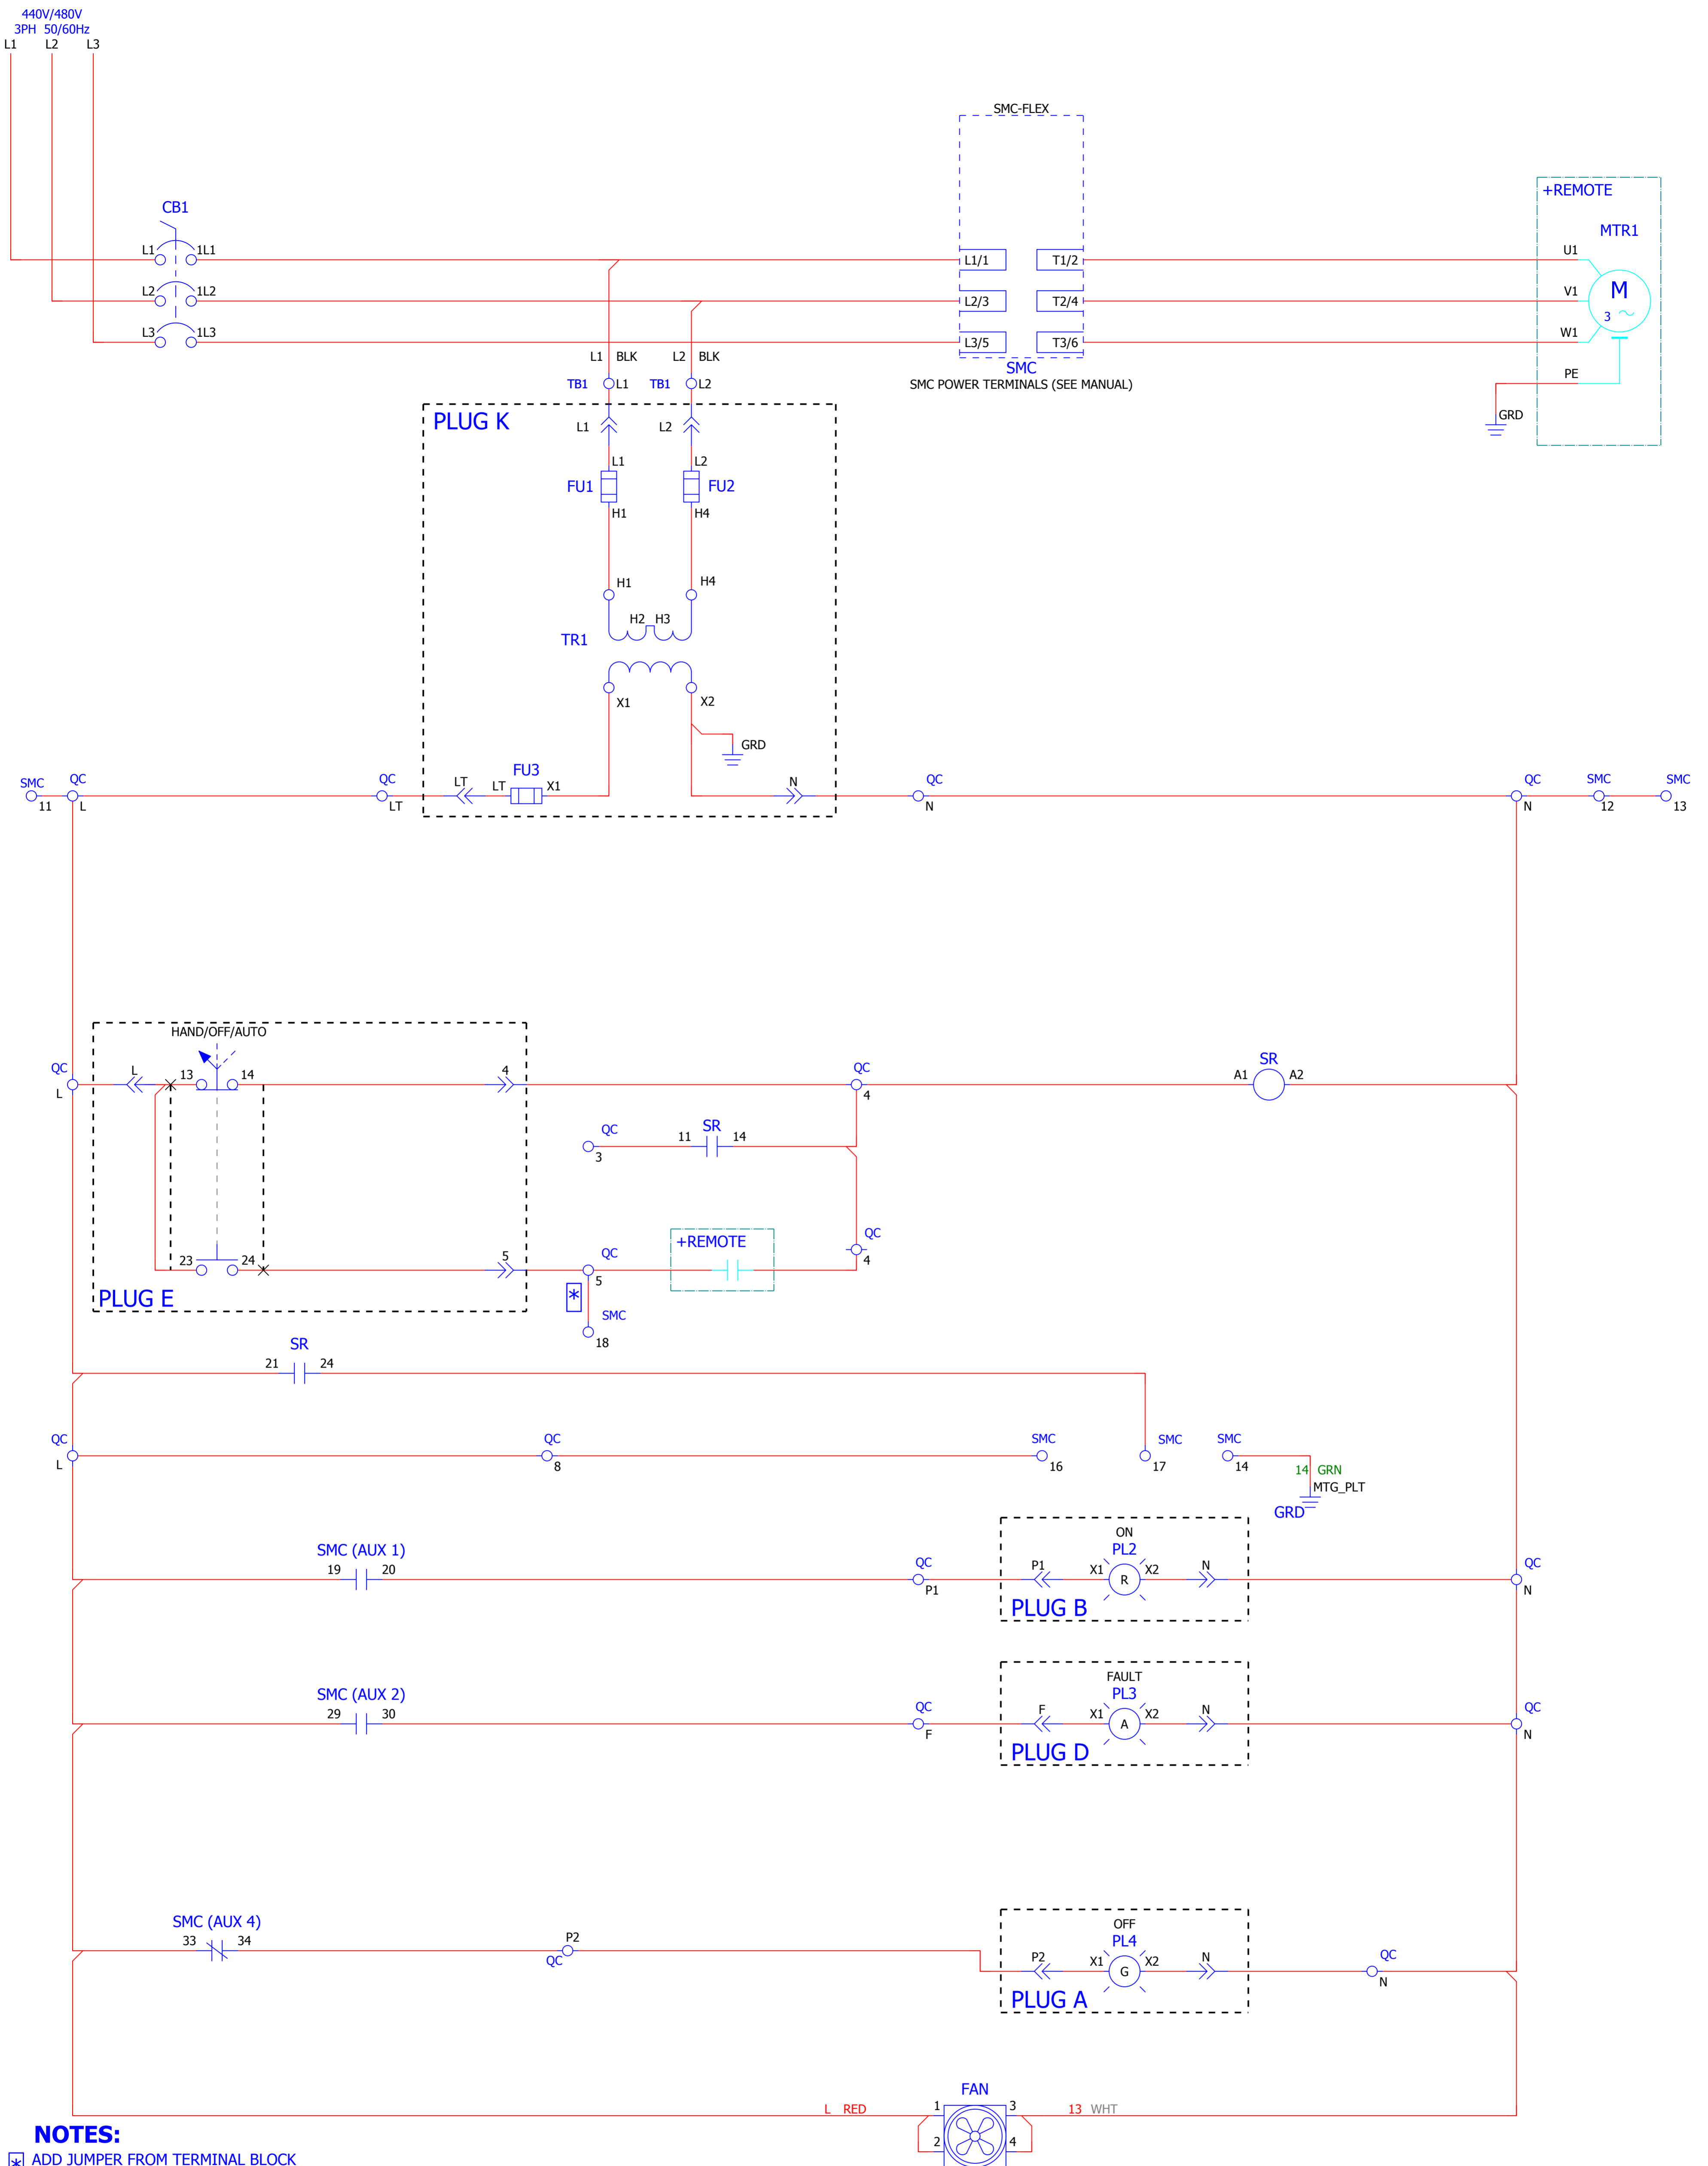 440V/480V
3PH 50/60Hz
L1 L2 L3
SMC-FLEX
+REMOTE
CB1
MTR1
L1 1L1
L1/1 T1/2
U1
L2 1L2
L2/3 T2/4
V1
M
3
L3 1L3
L3/5 T3/6
W1
L1 BLK L2 BLK
SMC
SMC POWER TERMINALS (SEE MANUAL)
PE
TB1 L1 TB1 L2
GRD
PLUG K
L1 L2
L1 L2
FU1 FU2
H1 H4
H1 H4
H2 H3
TR1
X1 X2
GRD
SMC QC QC LT LT FU3 X1 N QC QC SMC SMC
11 L LT N N 12 13
HAND/OFF/AUTO
QC L 13 14 4 QC SR
L 4 A1 A2
QC 11 SR 14
3
+REMOTE
QC
23 24 5 QC 4
5
PLUG E
*
SMC
18
SR
21 24
QC QC SMC SMC SMC
L 8 16 17 14
14 GRN
MTG_PLT
GRD
ON
SMC (AUX 1) PL2
19 20 QC P1 X1 R X2 N QC
P1 N
PLUG B
FAULT
SMC (AUX 2) PL3
29 30 QC F X1 A X2 N QC
F N
PLUG D
OFF
SMC (AUX 4) PL4
33 34 P2 P2 X1 G X2 N QC
QC N
PLUG A
FAN
L RED 1 3 13 WHT
2 4
NOTES:
* ADD JUMPER FROM TERMINAL BLOCK